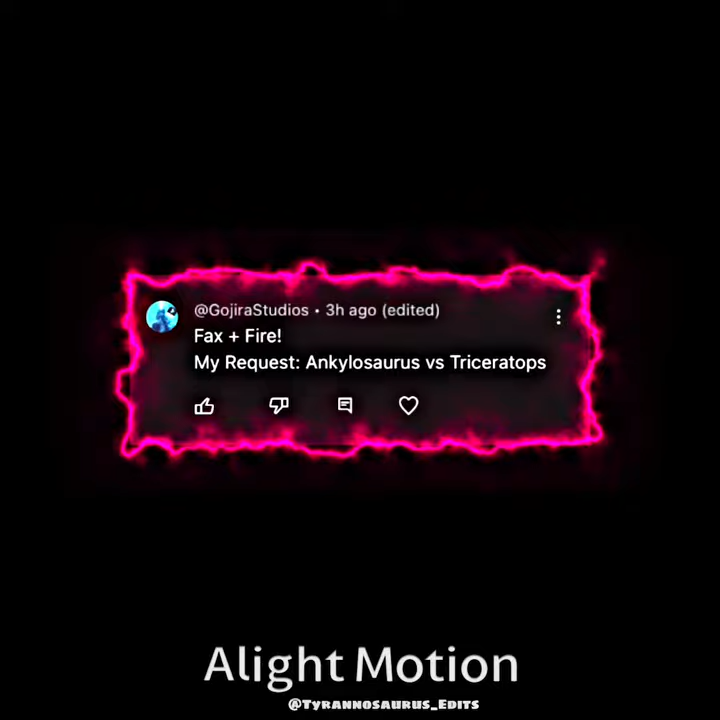 @GojiraStudios • 3h ago (edited)
Fax + Fire!
My Request: Ankylosaurus vs Triceratops
Alight Motion
@Tyrannosaurus_Edits